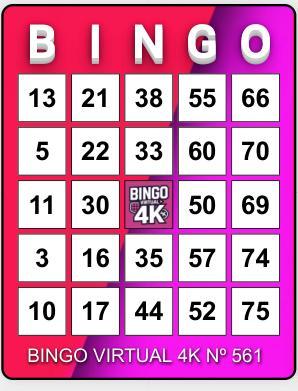 B I N G O
13 21 38 55 66
5 22 33 60 70
11 30 BINGO VIRTUAL 4K 50 69
3 16 35 57 74
10 17 44 52 75
BINGO VIRTUAL 4K Nº 561